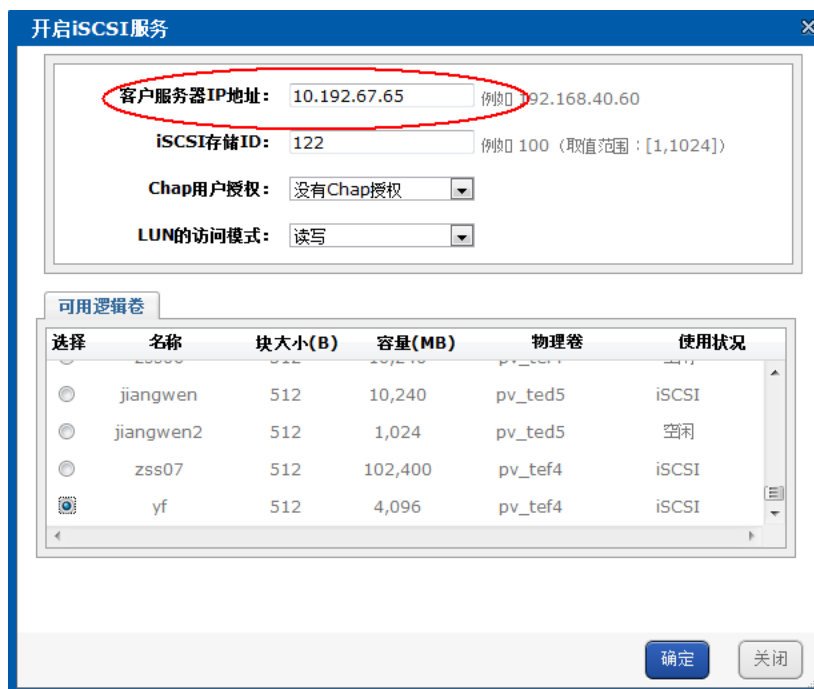 开启iSCSI服务
客户服务器IP地址： 10.192.67.65 例如 192.168.40.60
iSCSI存储ID： 122 例如 100（取值范围：[1,1024]）
Chap用户授权： 没有Chap授权
LUN的访问模式： 读写
可用逻辑卷
选择 名称 块大小(B) 容量(MB) 物理卷 使用状况
jiangwen 512 10,240 pv_ted5 iSCSI
jiangwen2 512 1,024 pv_ted5 空闲
zss07 512 102,400 pv_tef4 iSCSI
yf 512 4,096 pv_tef4 iSCSI
确定 关闭